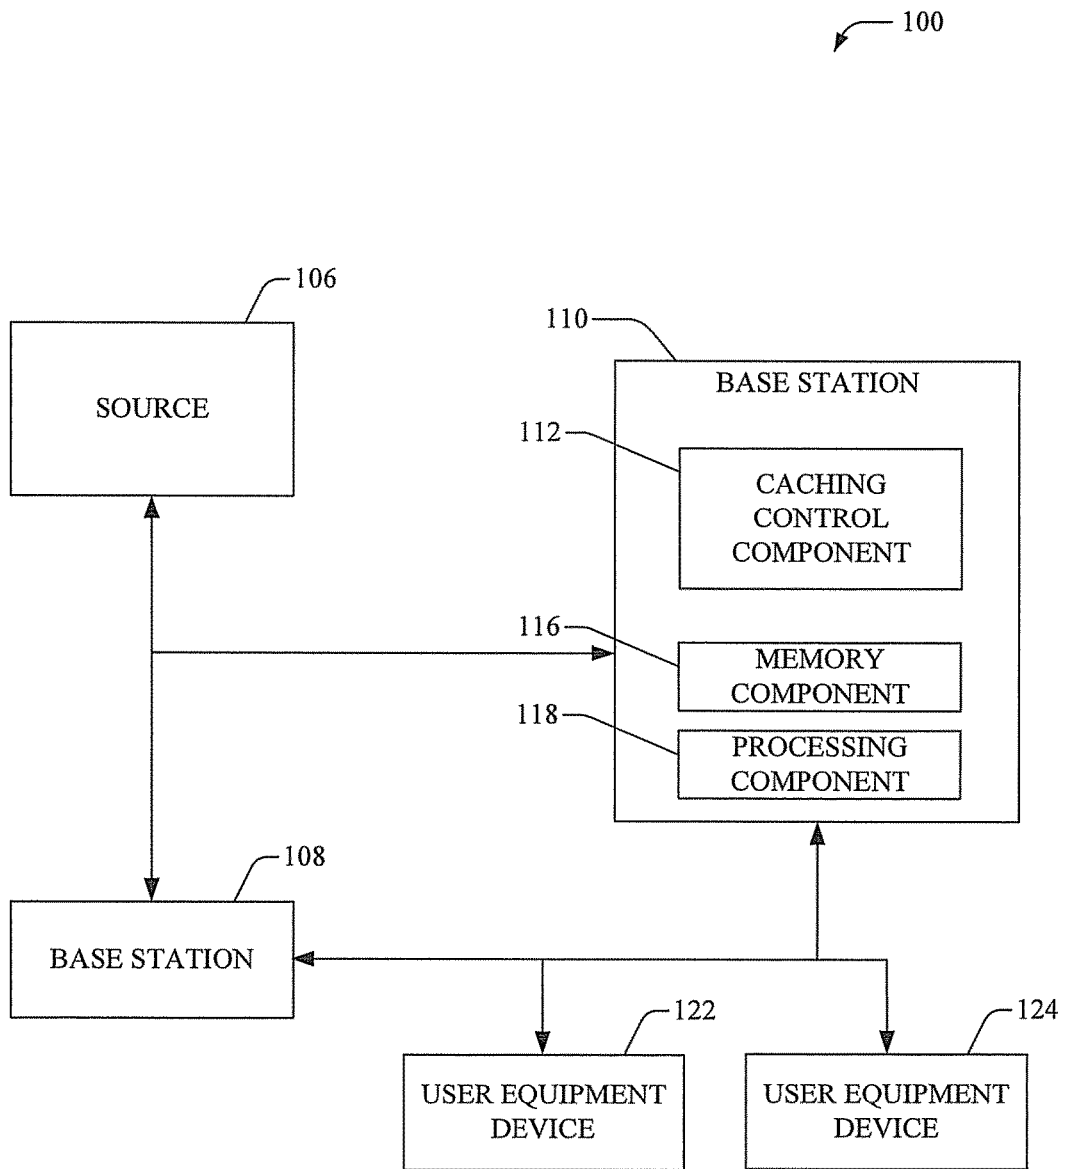 100
106
SOURCE
110
BASE STATION
112
CACHING
CONTROL
COMPONENT
116
MEMORY
COMPONENT
118
PROCESSING
COMPONENT
108
BASE STATION
122
USER EQUIPMENT
DEVICE
124
USER EQUIPMENT
DEVICE